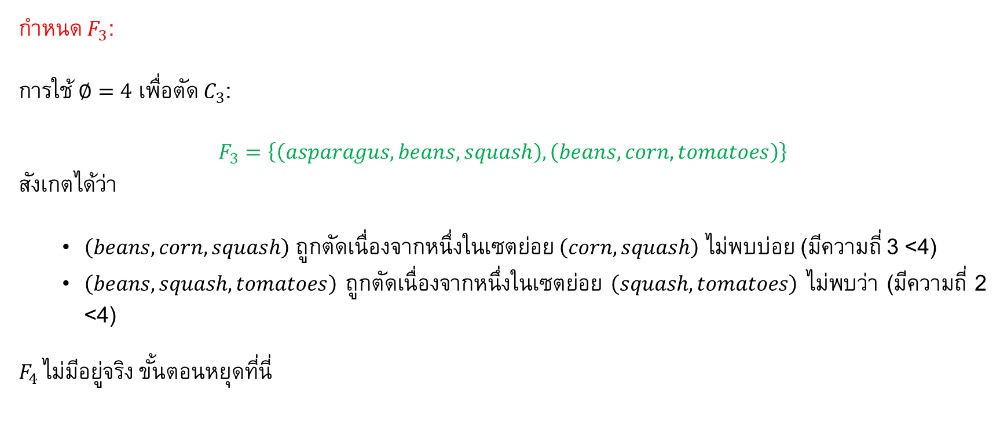 กำหนด F₃:
การใช้ ∅ = 4 เพื่อตัด C₃:
F₃ = {(asparagus, beans, squash), (beans, corn, tomatoes)}
สังเกตได้ว่า
• (beans, corn, squash) ถูกตัดเนื่องจากหนึ่งในเซตย่อย (corn, squash) ไม่พบบ่อย (มีความถี่ 3 <4)
• (beans, squash, tomatoes) ถูกตัดเนื่องจากหนึ่งในเซตย่อย (squash, tomatoes) ไม่พบว่า (มีความถี่ 2
<4)
F₄ ไม่มีอยู่จริง ขั้นตอนหยุดที่นี่